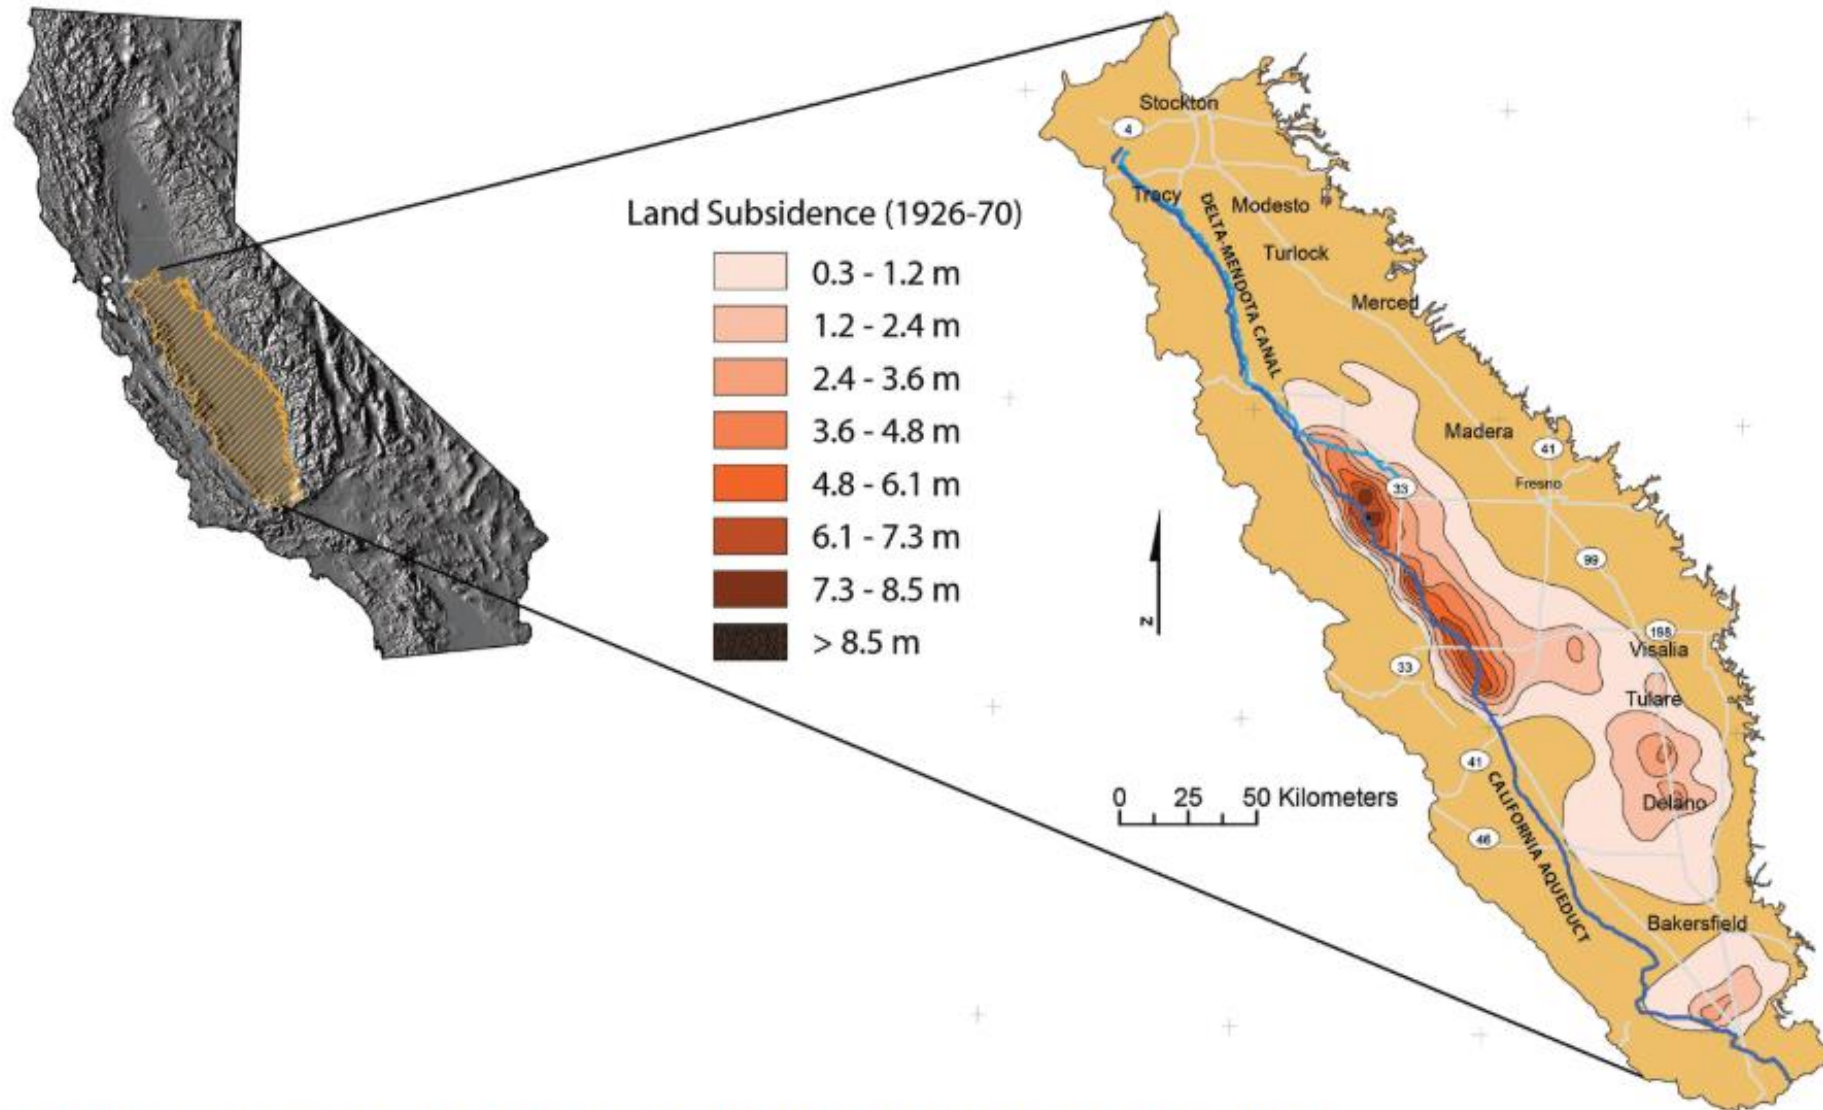 Land Subsidence (1926-70)
0.3 - 1.2 m
1.2 - 2.4 m
2.4 - 3.6 m
3.6 - 4.8 m
4.8 - 6.1 m
6.1 - 7.3 m
7.3 - 8.5 m
> 8.5 m
Stockton
4
Tracy
DELTA-MENDOTA CANAL
Modesto
Turlock
Merced
Madera
41
33
Fresno
99
198
Visalia
33
Tulare
41
Delano
46
CALIFORNIA AQUEDUCT
Bakersfield
N
0 25 50 Kilometers